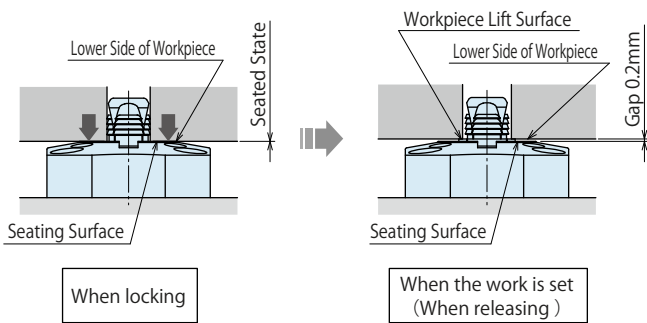 Lower Side of Workpiece
Seated State
Seating Surface
When locking
Workpiece Lift Surface
Lower Side of Workpiece
Gap 0.2mm
Seating Surface
When the work is set
（When releasing ）